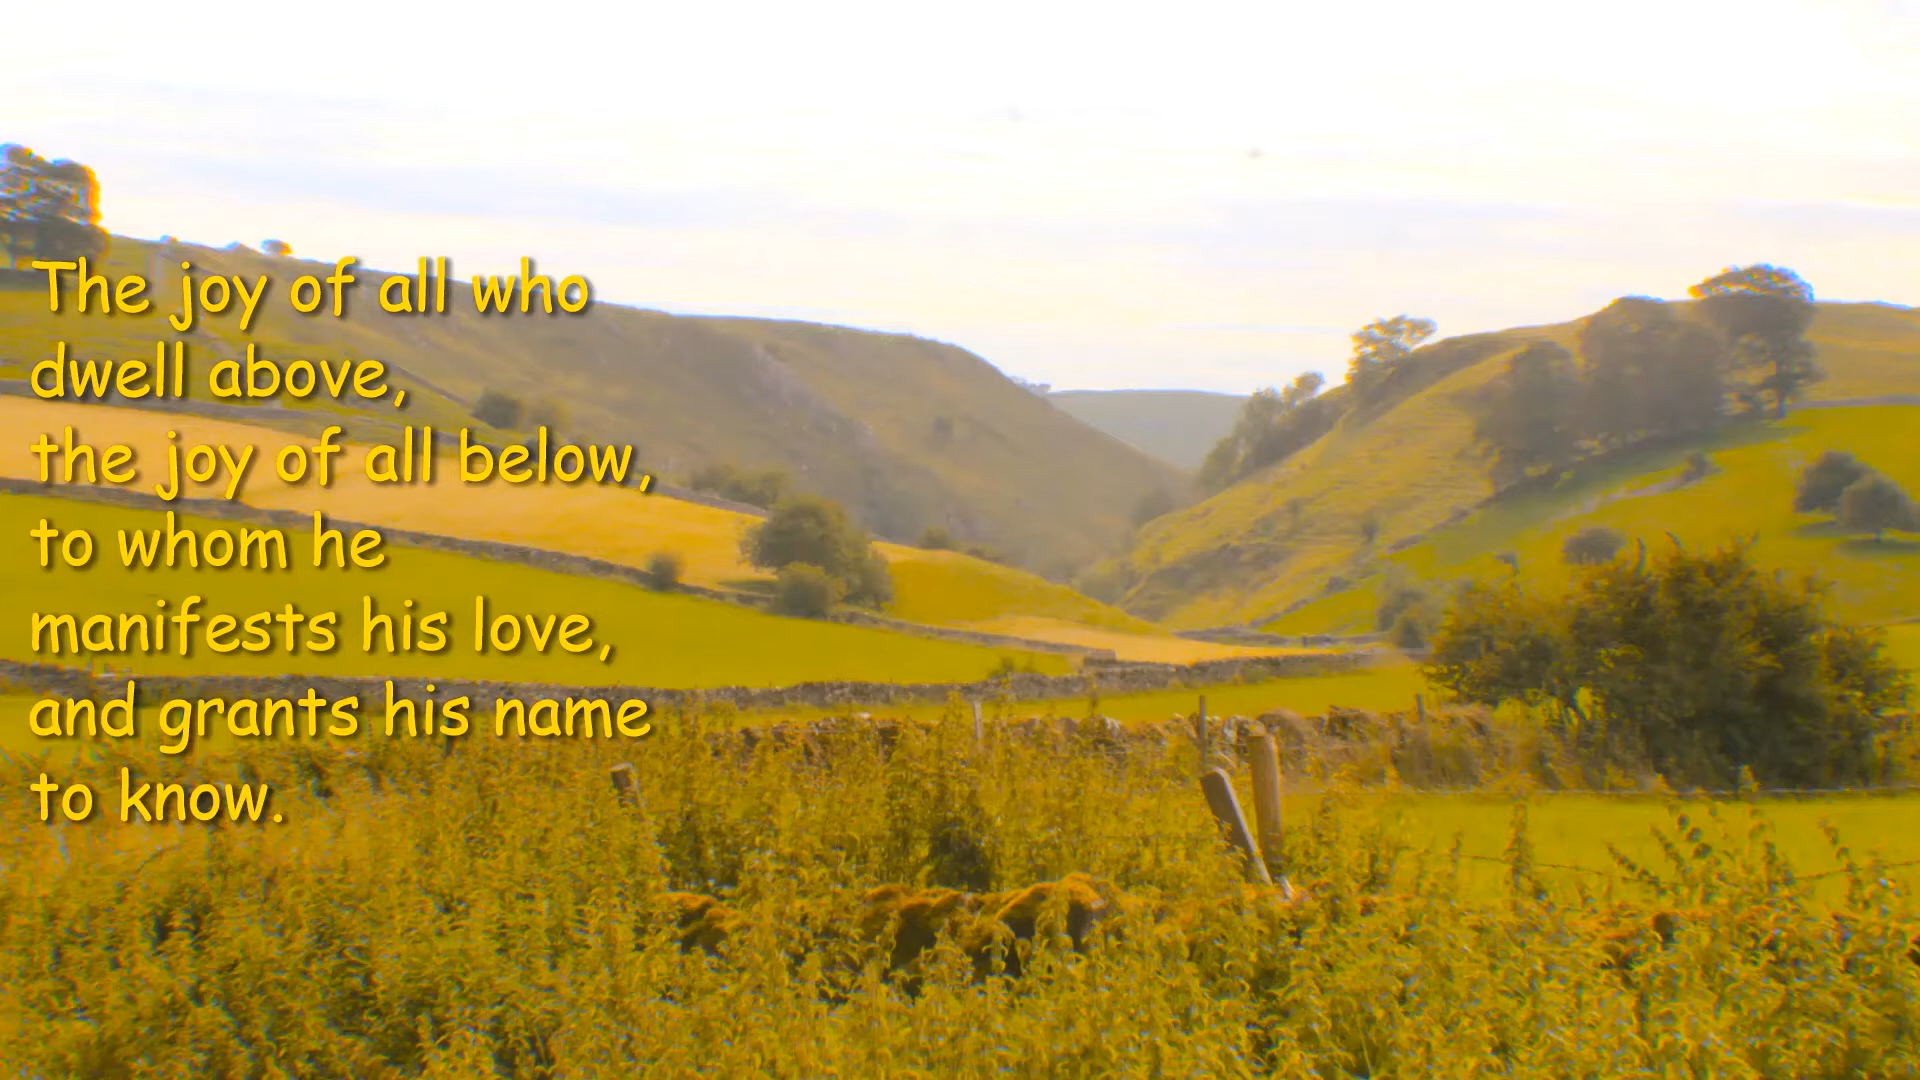 The joy of all who
dwell above,
the joy of all below,
to whom he
manifests his love,
and grants his name
to know.